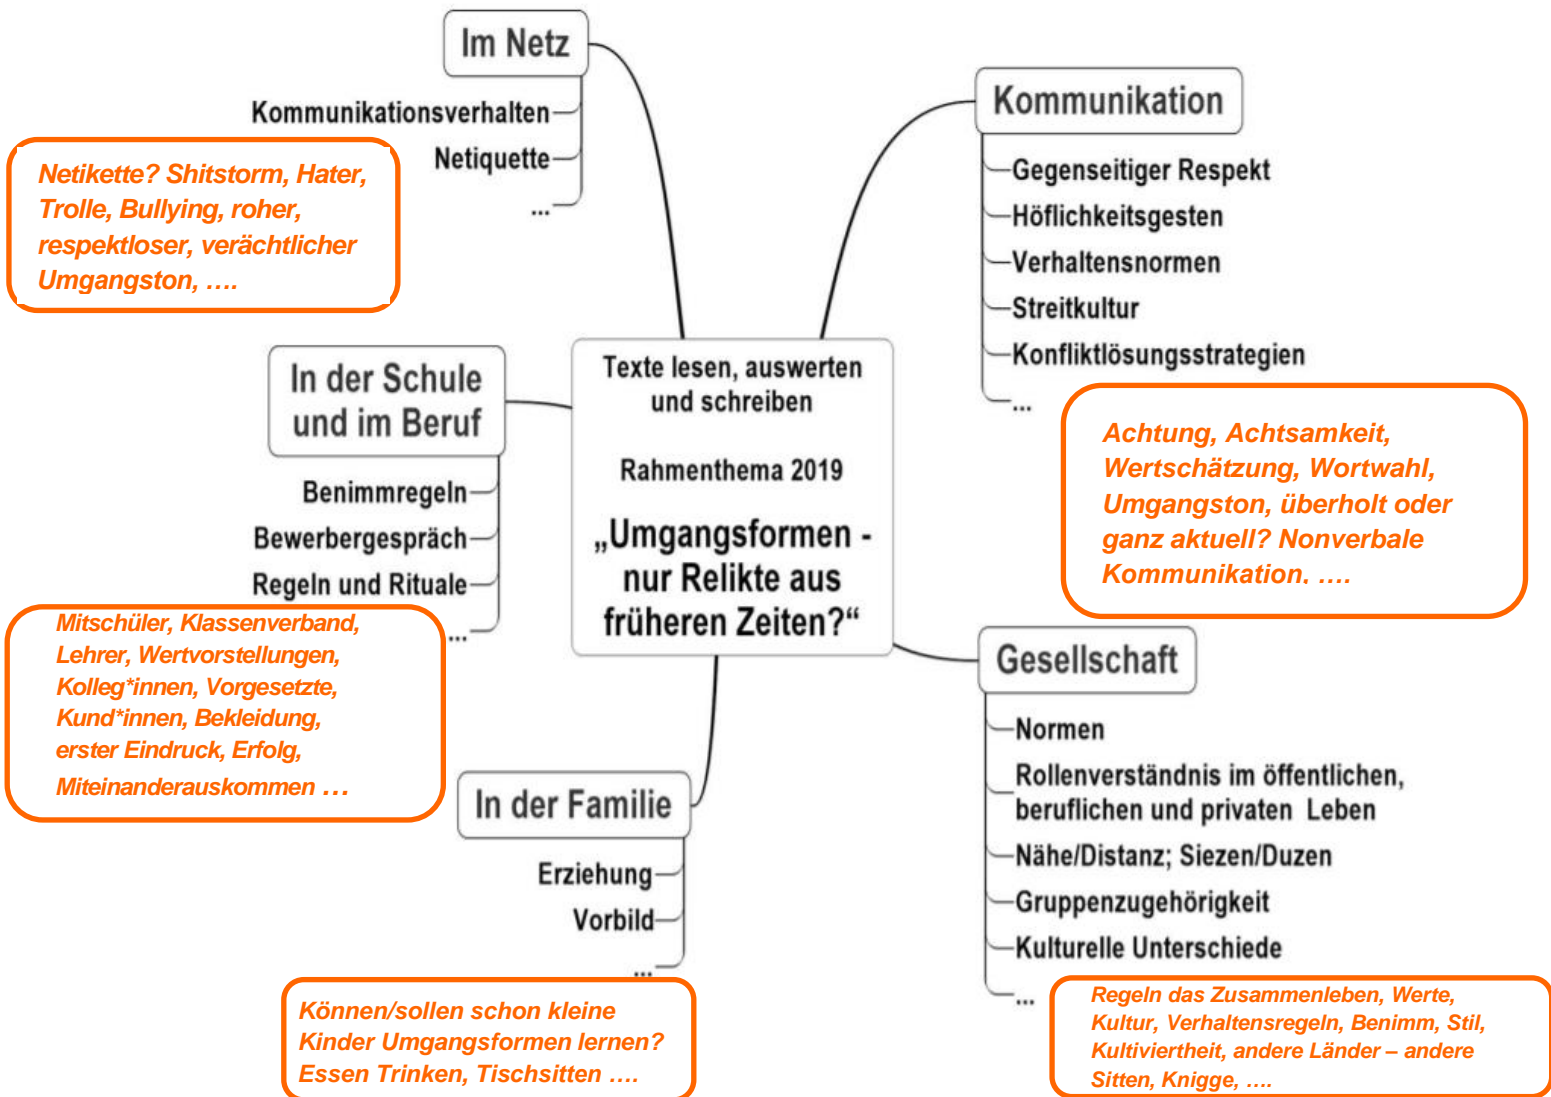 Im Netz
Kommunikationsverhalten
Netiquette
...
Netikette? Shitstorm, Hater,
Trolle, Bullying, roher,
respektloser, verächtlicher
Umgangston, ….
Kommunikation
Gegenseitiger Respekt
Höflichkeitsgesten
Verhaltensnormen
Streitkultur
Konfliktlösungsstrategien
...
Achtung, Achtsamkeit,
Wertschätzung, Wortwahl,
Umgangston, überholt oder
ganz aktuell? Nonverbale
Kommunikation. ….
Texte lesen, auswerten
und schreiben
Rahmenthema 2019
„Umgangsformen -
nur Relikte aus
früheren Zeiten?“
In der Schule
und im Beruf
Benimmregeln
Bewerbergespräch
Regeln und Rituale
...
Mitschüler, Klassenverband,
Lehrer, Wertvorstellungen,
Kolleg*innen, Vorgesetzte,
Kund*innen, Bekleidung,
erster Eindruck, Erfolg,
Miteinanderauskommen …
Gesellschaft
Normen
Rollenverständnis im öffentlichen,
beruflichen und privaten Leben
Nähe/Distanz; Siezen/Duzen
Gruppenzugehörigkeit
Kulturelle Unterschiede
...
Regeln das Zusammenleben, Werte,
Kultur, Verhaltensregeln, Benimm, Stil,
Kultiviertheit, andere Länder – andere
Sitten, Knigge, ….
In der Familie
Erziehung
Vorbild
...
Können/sollen schon kleine
Kinder Umgangsformen lernen?
Essen Trinken, Tischsitten ….